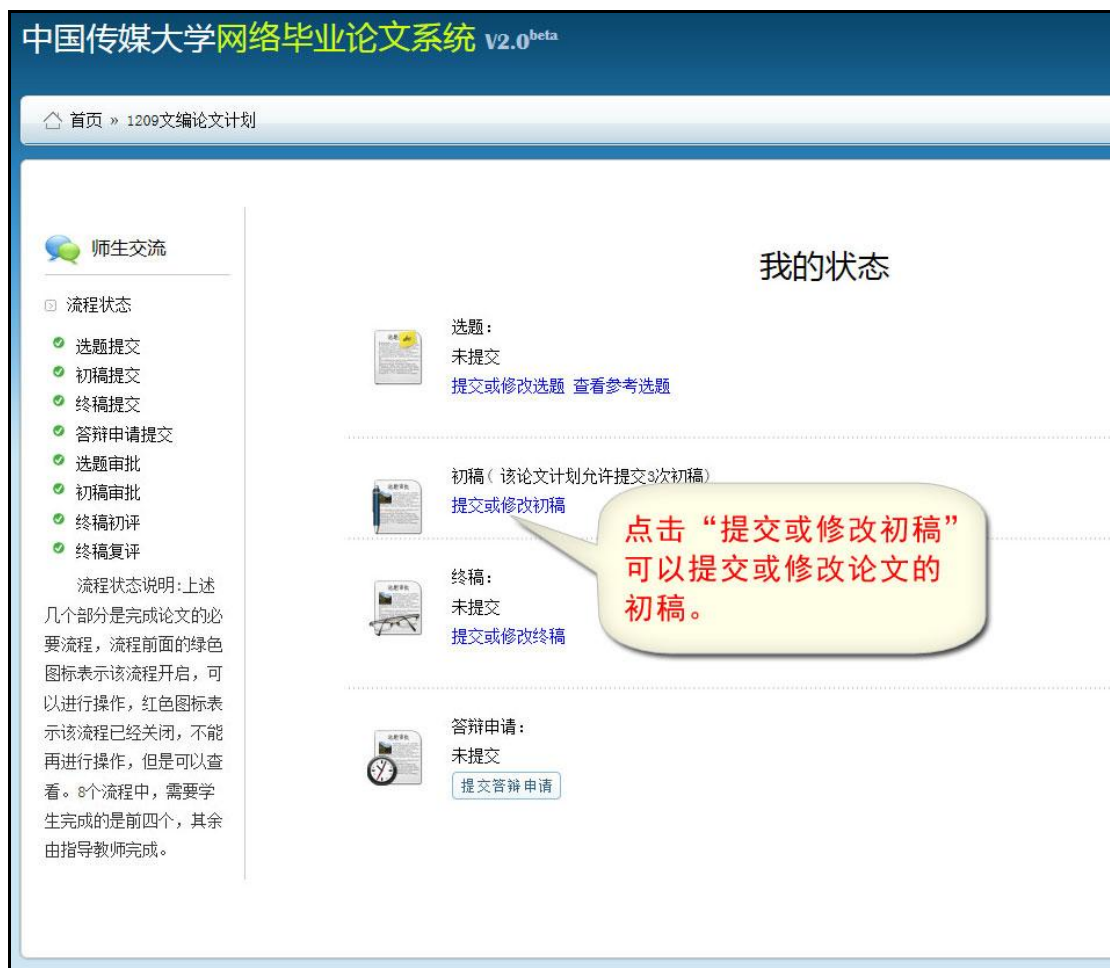 中国传媒大学网络毕业论文系统 V2.0beta
首页 » 1209文编论文计划
师生交流
流程状态
选题提交
初稿提交
终稿提交
答辩申请提交
选题审批
初稿审批
终稿初评
终稿复评
流程状态说明:上述
几个部分是完成论文的必
要流程，流程前面的绿色
图标表示该流程开启，可
以进行操作，红色图标表
示该流程已经关闭，不能
再进行操作，但是可以查
看。8个流程中，需要学
生完成的是前四个，其余
由指导教师完成。
我的状态
选题：
未提交
提交或修改选题 查看参考选题
初稿（该论文计划允许提交3次初稿）
提交或修改初稿
点击“提交或修改初稿”
可以提交或修改论文的
初稿。
终稿：
未提交
提交或修改终稿
答辩申请：
未提交
提交答辩申请